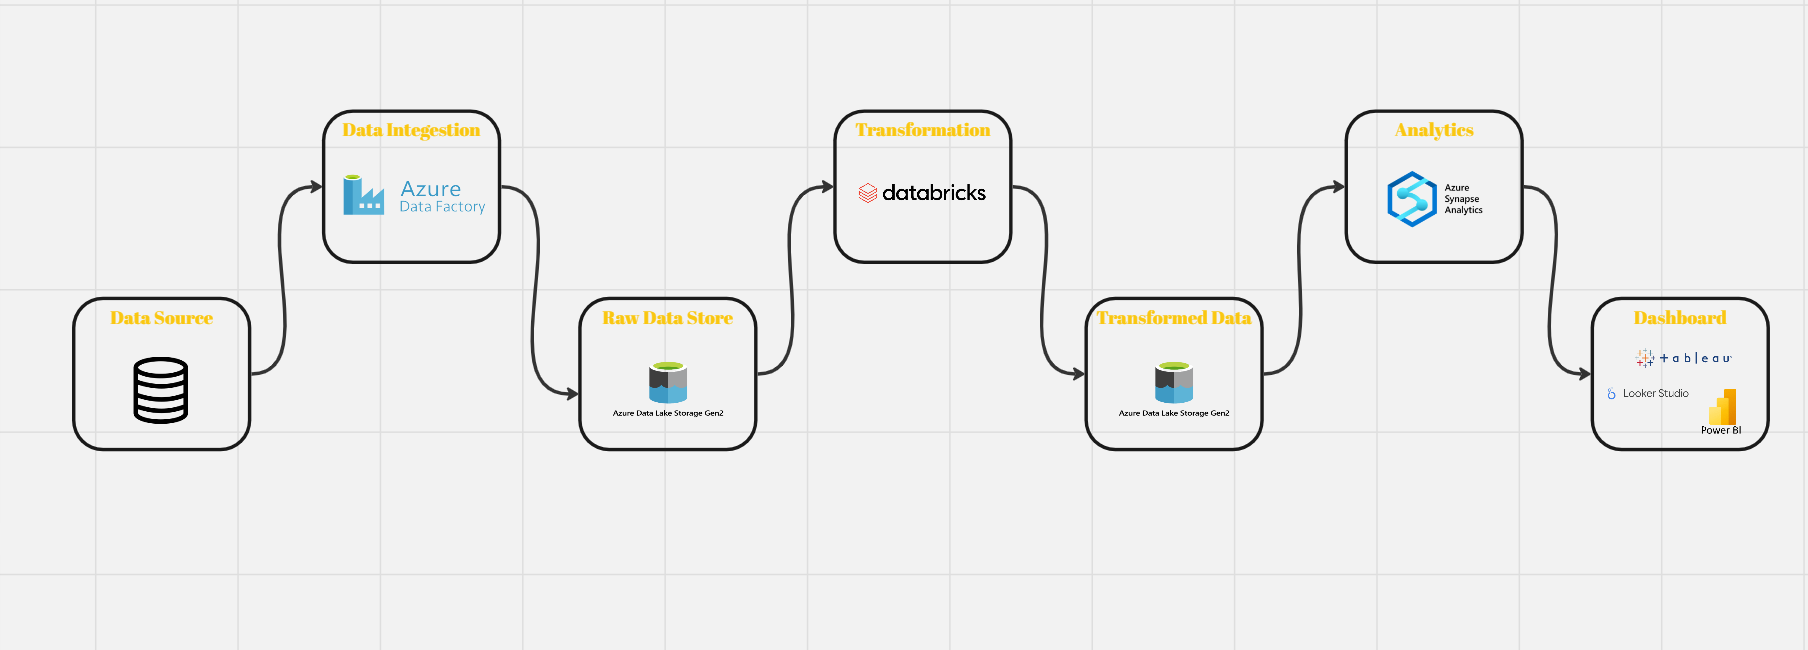 Data Source
Data Integestion
Azure
Data Factory
Raw Data Store
Azure Data Lake Storage Gen2
Transformation
databricks
Transformed Data
Azure Data Lake Storage Gen2
Analytics
Azure
Synapse
Analytics
Dashboard
+ableau
Looker Studio
Power BI